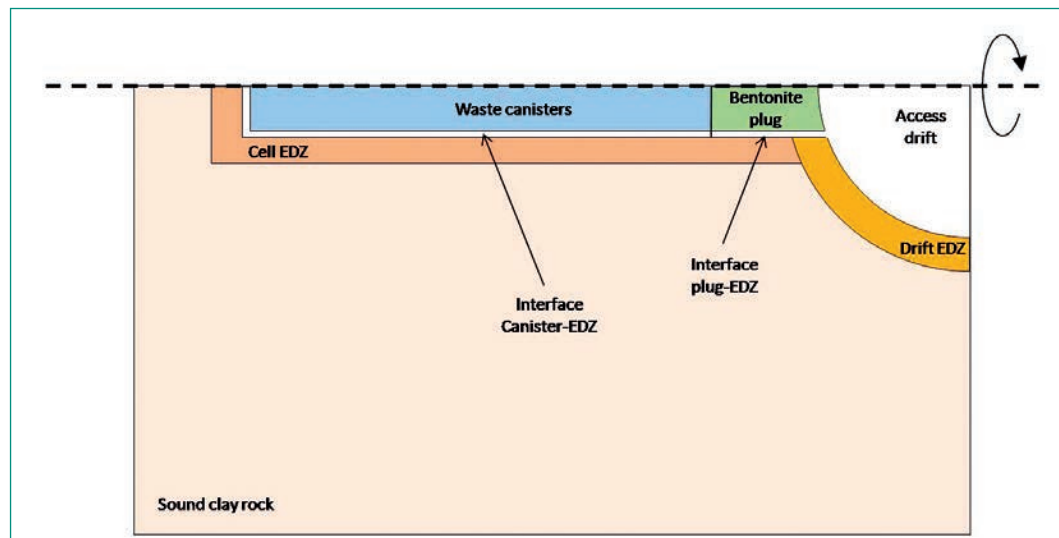 Waste canisters
Bentonite
plug
Access
drift
Cell EDZ
Drift EDZ
Interface
plug-EDZ
Interface
Canister-EDZ
Sound clay rock